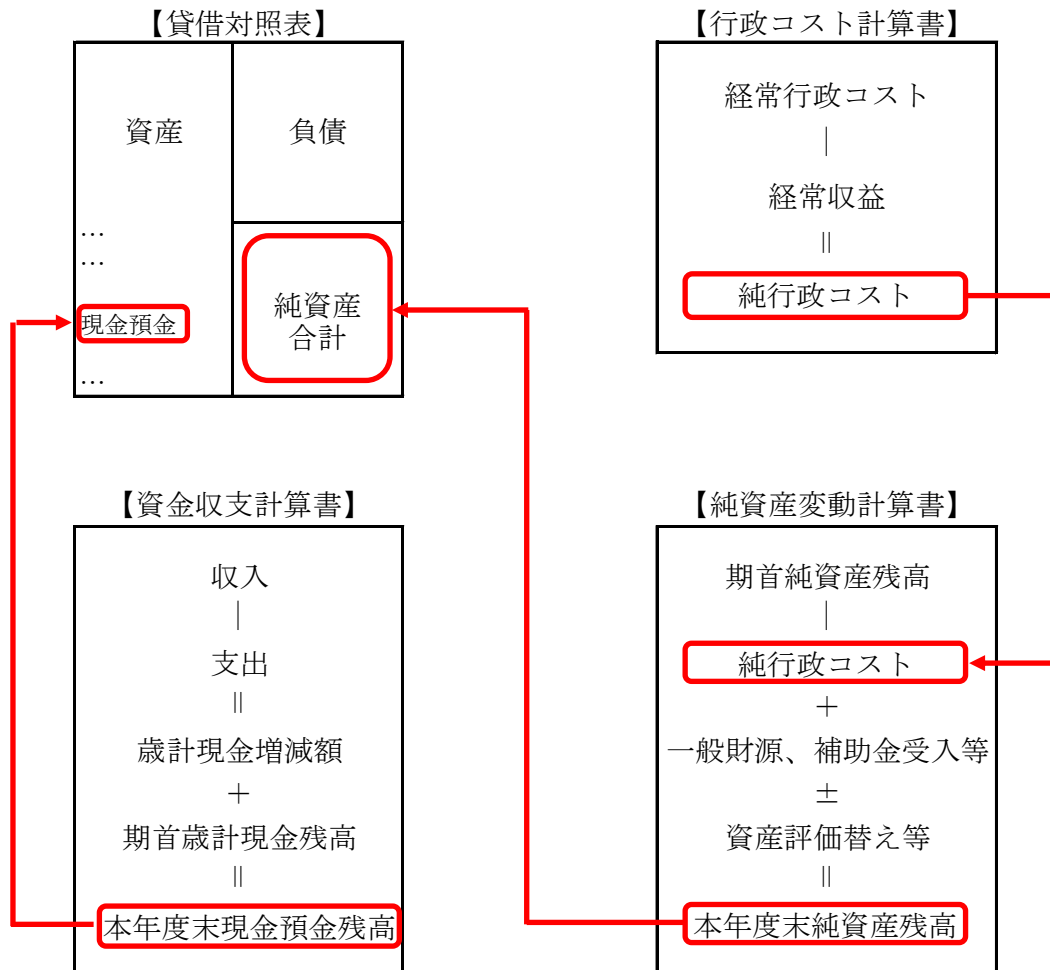 【貸借対照表】
資産
負債
…
…
現金預金
…
純資産
合計
【行政コスト計算書】
経常行政コスト
｜
経常収益
॥
純行政コスト
【資金収支計算書】
収入
｜
支出
॥
歳計現金増減額
＋
期首歳計現金残高
॥
本年度末現金預金残高
【純資産変動計算書】
期首純資産残高
｜
純行政コスト
＋
一般財源、補助金受入等
±
資産評価替え等
॥
本年度末純資産残高